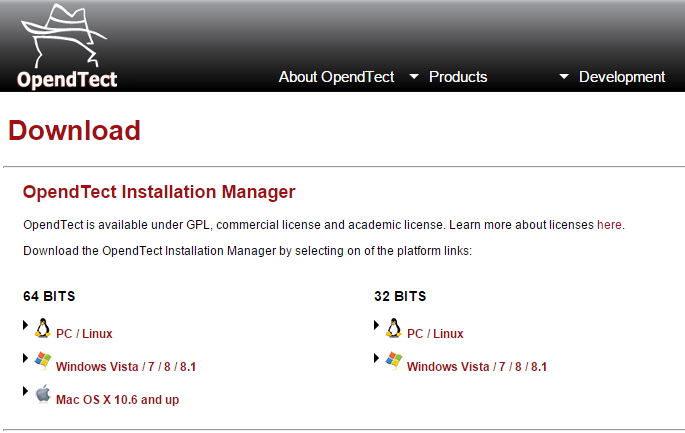 OpendTect
About OpendTect Products Development
Download
OpendTect Installation Manager
OpendTect is available under GPL, commercial license and academic license. Learn more about licenses here.
Download the OpendTect Installation Manager by selecting on of the platform links:
64 BITS
PC / Linux
Windows Vista / 7 / 8 / 8.1
Mac OS X 10.6 and up
32 BITS
PC / Linux
Windows Vista / 7 / 8 / 8.1